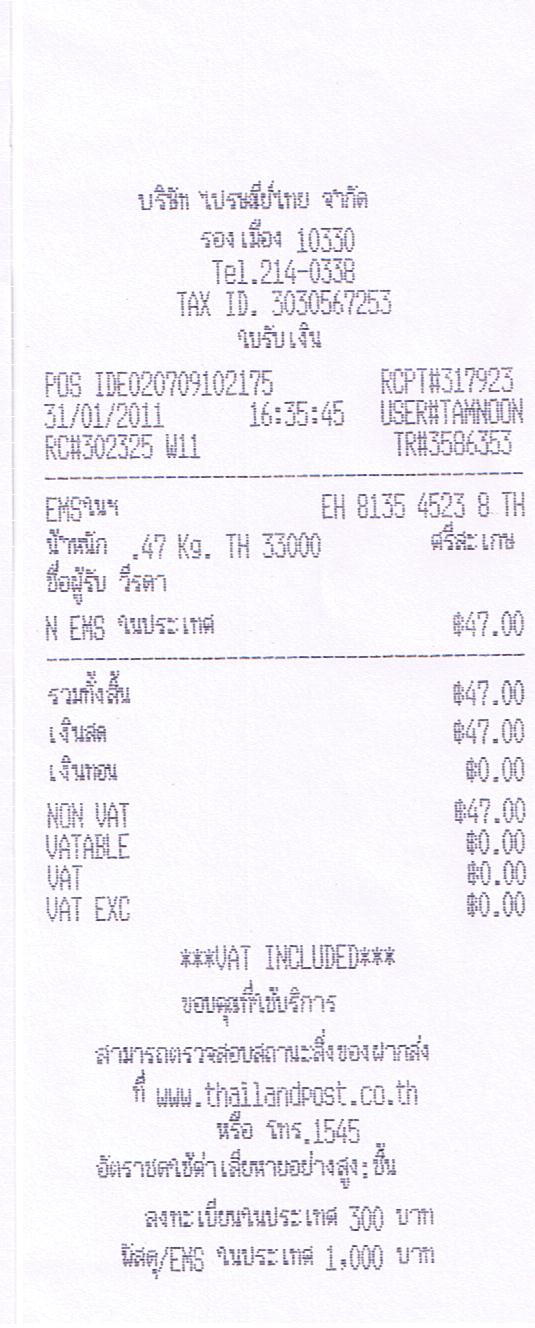 บริษัท ไปรษณีย์ไทย จำกัด
รองเมือง 10330
Tel.214-0338
TAX ID. 3030567253
ใบรับเงิน
POS IDE020709102175 RCPT#317923
31/01/2011 16:35:45 USER#TAMNOON
RC#302325 W11 TR#3586353
EMSในฯ EH 8135 4523 8 TH
น้ำหนัก .47 Kg. TH 33000 ศรีสะเกษ
ชื่อผู้รับ วีรดา
N EMS ในประเทศ ฿47.00
รวมทั้งสิ้น ฿47.00
เงินสด ฿47.00
เงินทอน ฿0.00
NON VAT ฿47.00
VATABLE ฿0.00
VAT ฿0.00
VAT EXC ฿0.00
***VAT INCLUDED***
ขอบคุณที่ใช้บริการ
สามารถตรวจสอบสถานะสิ่งของฝากส่ง
ที่ www.thailandpost.co.th
หรือ โทร.1545
อัตราชดใช้ค่าเสียหายอย่างสูง:ชิ้น
ลงทะเบียนในประเทศ 300 บาท
พัสดุ/EMS ในประเทศ 1,000 บาท